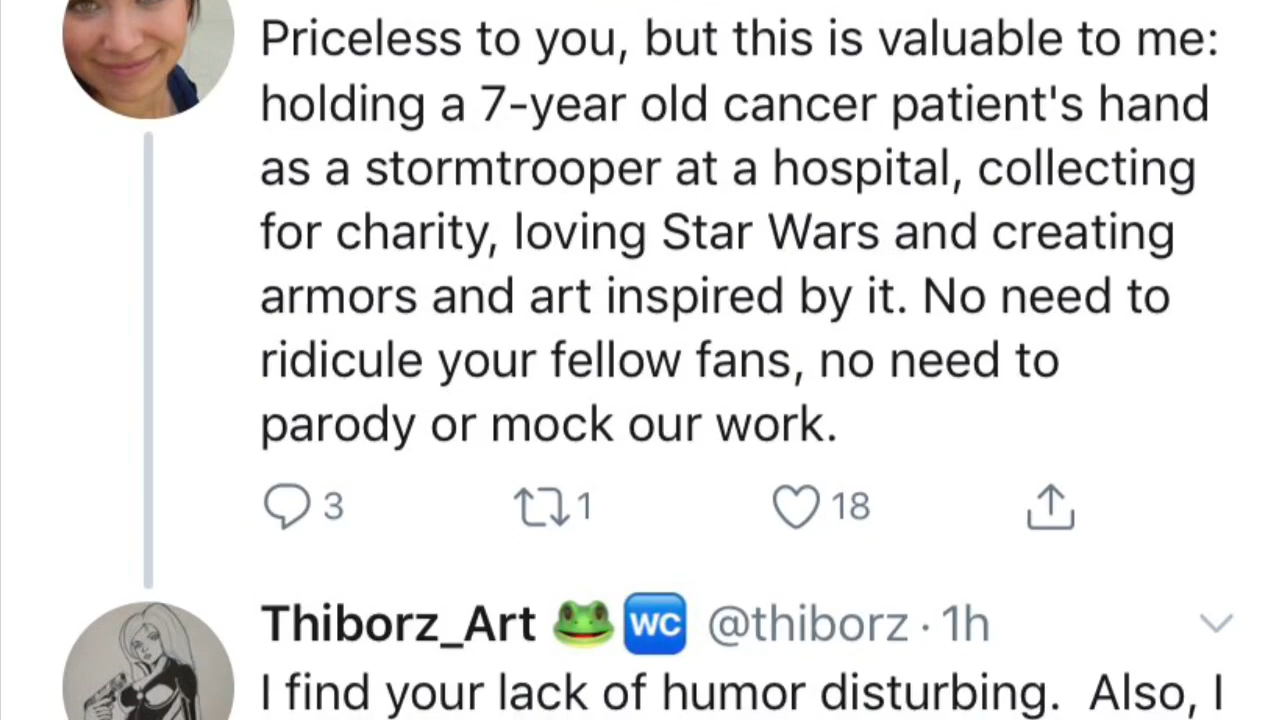 Priceless to you, but this is valuable to me:
holding a 7-year old cancer patient's hand
as a stormtrooper at a hospital, collecting
for charity, loving Star Wars and creating
armors and art inspired by it. No need to
ridicule your fellow fans, no need to
parody or mock our work.
3 1 18
Thiborz_Art 🐸 🚾 @thiborz · 1h
I find your lack of humor disturbing.  Also, I